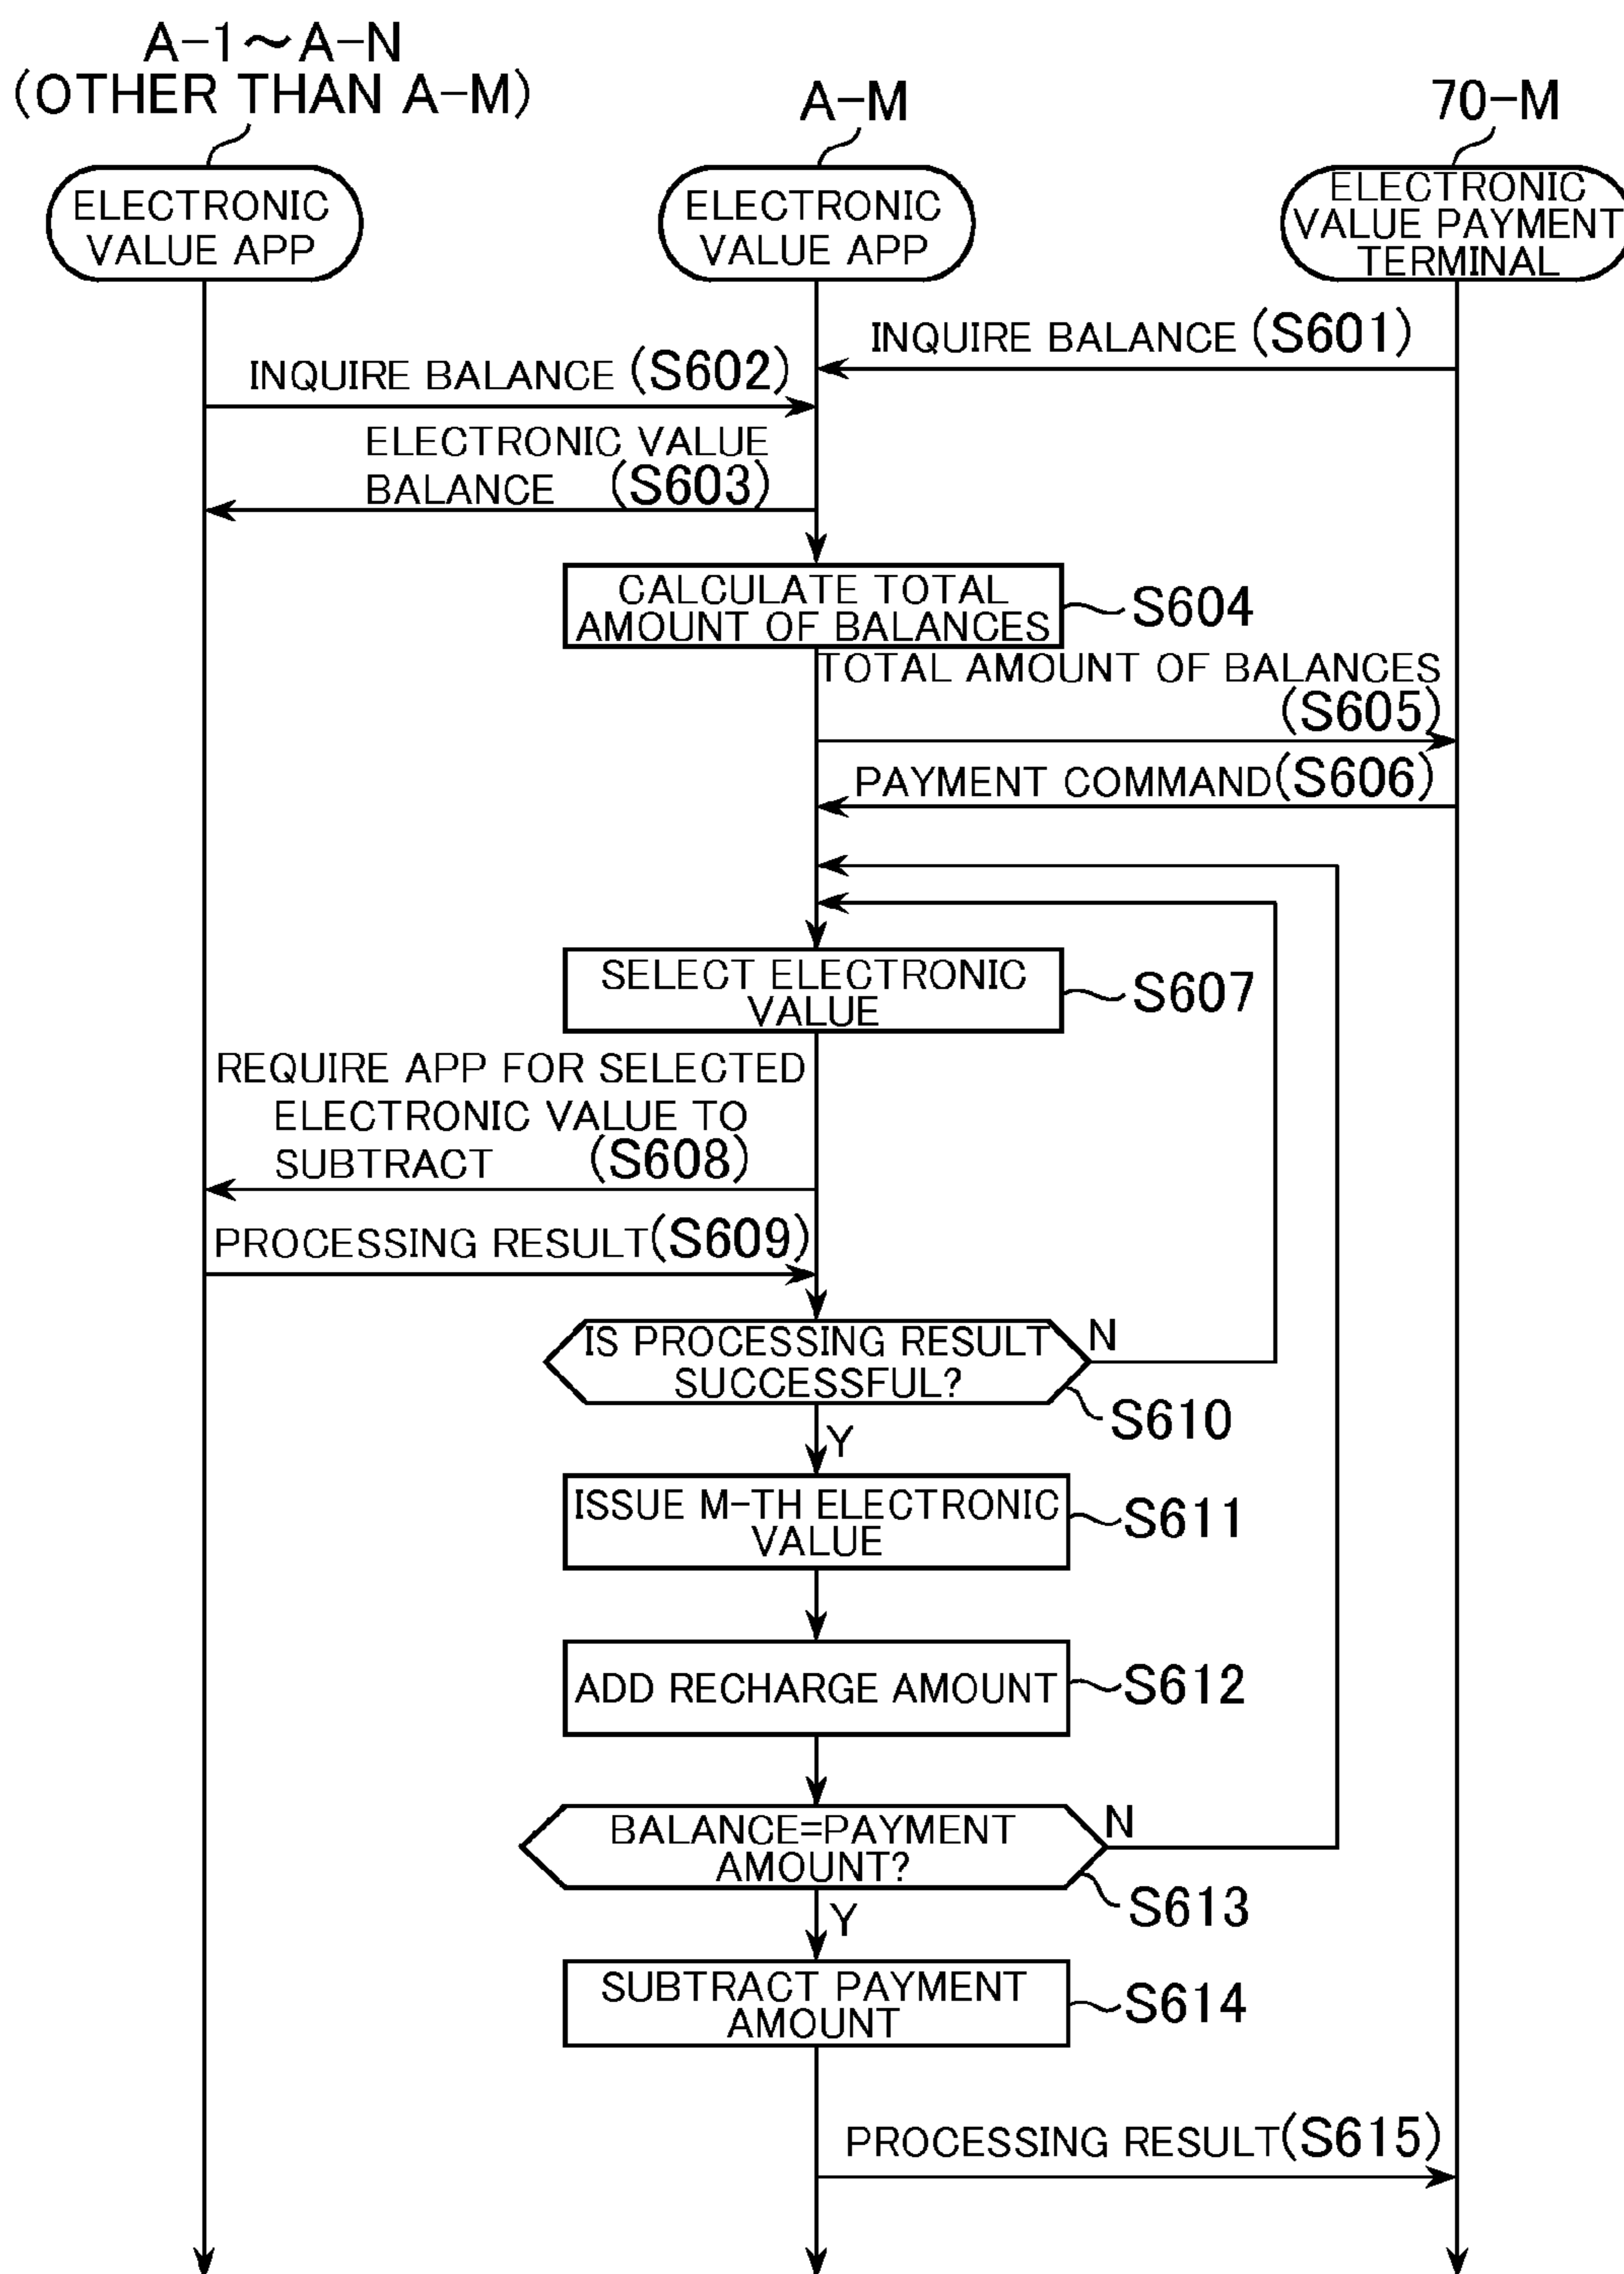 A-1～A-N
(OTHER THAN A-M)
A-M
70-M
ELECTRONIC
VALUE APP
ELECTRONIC
VALUE APP
ELECTRONIC
VALUE PAYMENT
TERMINAL
INQUIRE BALANCE (S601)
INQUIRE BALANCE (S602)
ELECTRONIC VALUE
BALANCE (S603)
CALCULATE TOTAL
AMOUNT OF BALANCES
S604
TOTAL AMOUNT OF BALANCES
(S605)
PAYMENT COMMAND(S606)
SELECT ELECTRONIC
VALUE
S607
REQUIRE APP FOR SELECTED
ELECTRONIC VALUE TO
SUBTRACT (S608)
PROCESSING RESULT(S609)
IS PROCESSING RESULT
SUCCESSFUL?
N
S610
Y
ISSUE M-TH ELECTRONIC
VALUE
S611
ADD RECHARGE AMOUNT
S612
BALANCE=PAYMENT
AMOUNT?
N
S613
Y
SUBTRACT PAYMENT
AMOUNT
S614
PROCESSING RESULT(S615)